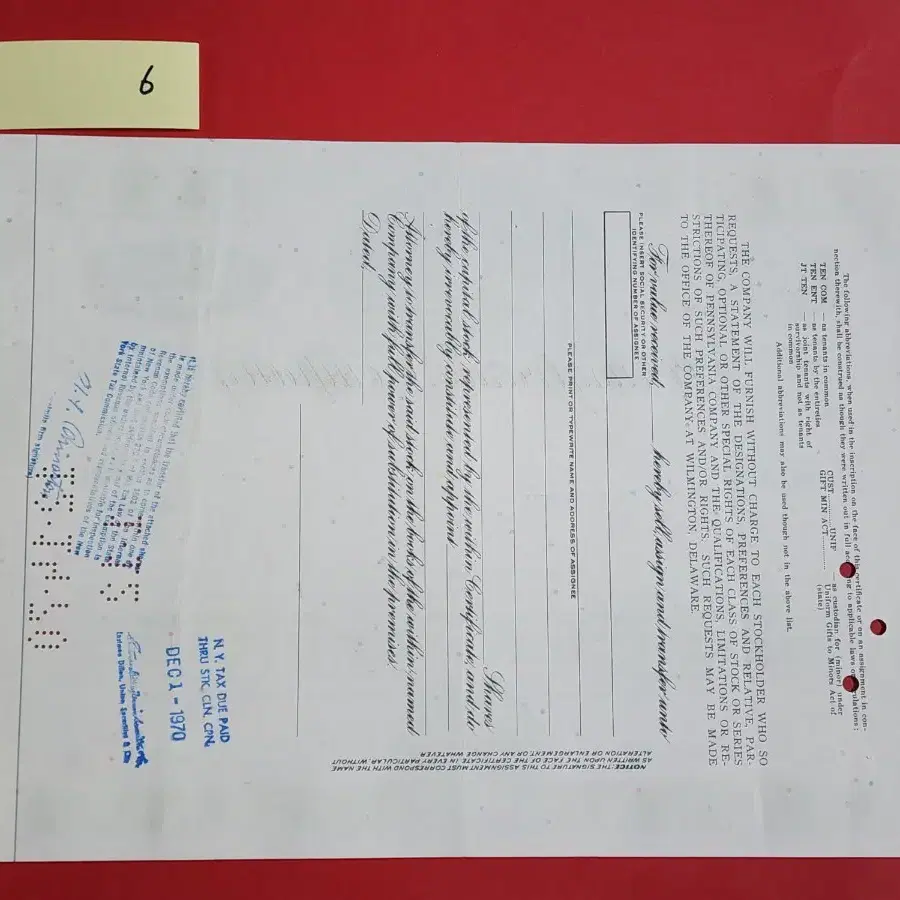 6
The following abbreviations, when used in the inscription on the face of this certificate or on an assignment in con-
nection therewith, shall be construed as though they were written out in full according to applicable laws or regulations:
TEN COM — as tenants in common
TEN ENT — as tenants by the entireties
JT TEN — as joint tenants with right of
survivorship and not as tenants
in common
CUST.............UNIF
GIFT MIN ACT.............
— as custodian for (minor) under
Uniform Gifts to Minors Act of
(state)
Additional abbreviations may also be used though not in the above list.
THE COMPANY WILL FURNISH WITHOUT CHARGE TO EACH STOCKHOLDER WHO SO
REQUESTS, A STATEMENT OF THE DESIGNATIONS, PREFERENCES AND RELATIVE, PAR-
TICIPATING, OPTIONAL OR OTHER SPECIAL RIGHTS OF EACH CLASS OF STOCK OR SERIES
THEREOF OF PENNSYLVANIA COMPANY AND THE QUALIFICATIONS, LIMITATIONS OR RE-
STRICTIONS OF SUCH PREFERENCES AND/OR RIGHTS. SUCH REQUESTS MAY BE MADE
TO THE OFFICE OF THE COMPANY AT WILMINGTON, DELAWARE.
For value received, hereby sell, assign and transfer unto
PLEASE INSERT SOCIAL SECURITY OR OTHER
IDENTIFYING NUMBER OF ASSIGNEE
PLEASE PRINT OR TYPEWRITE NAME AND ADDRESS OF ASSIGNEE
Shares
of the capital stock represented by the within Certificate, and do
hereby irrevocably constitute and appoint
Attorney to transfer the said stock on the books of the within named
Company with full power of substitution in the premises.
Dated,
NOTICE: THE SIGNATURE TO THIS ASSIGNMENT MUST CORRESPOND WITH THE NAME
AS WRITTEN UPON THE FACE OF THE CERTIFICATE IN EVERY PARTICULAR, WITHOUT
ALTERATION OR ENLARGEMENT, OR ANY CHANGE WHATEVER
N. Y. TAX DUE PAID
THRU STK. CLN. CPN.
DEC 1 - 1970
Eastman Dillon, Union Securities & Co.